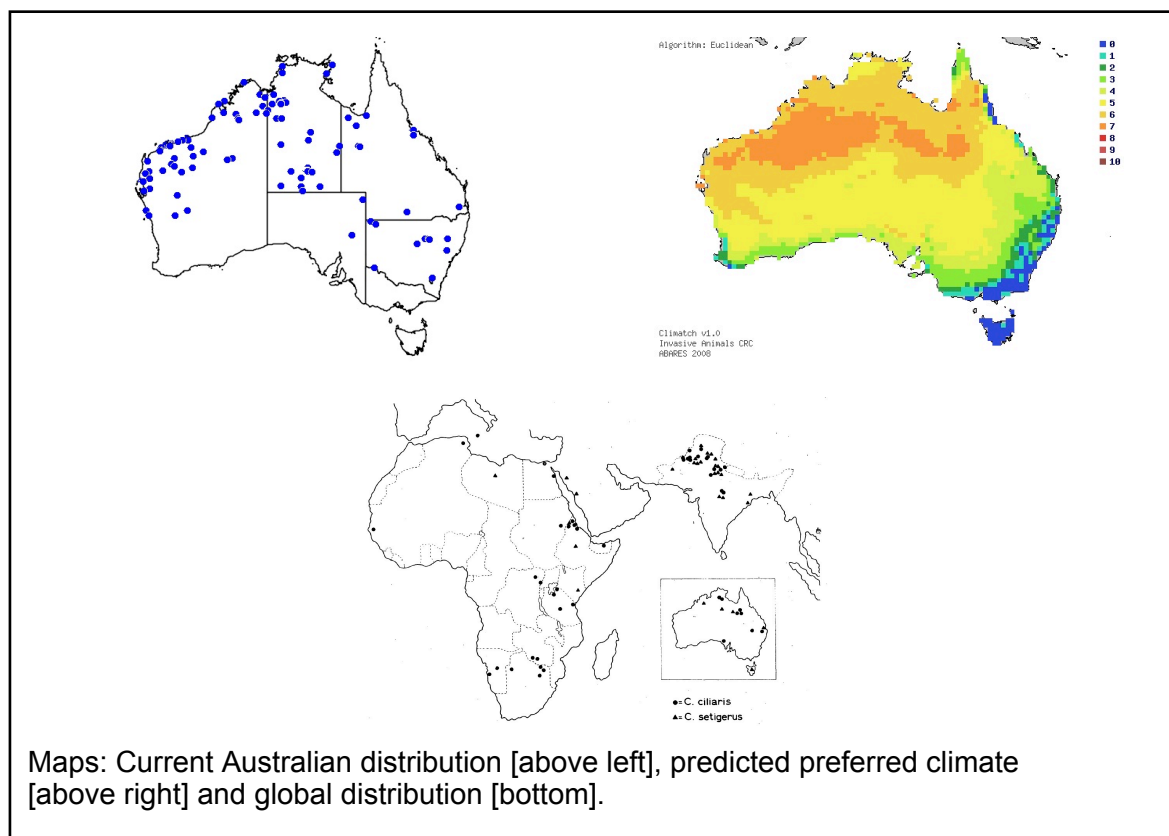 Algorithm: Euclidean
0
1
2
3
4
5
6
7
8
9
10
Climatch v1.0
Invasive Animals CRC
ABARES 2008
●=C. ciliaris
▲=C. setigerus
Maps: Current Australian distribution [above left], predicted preferred climate
[above right] and global distribution [bottom].